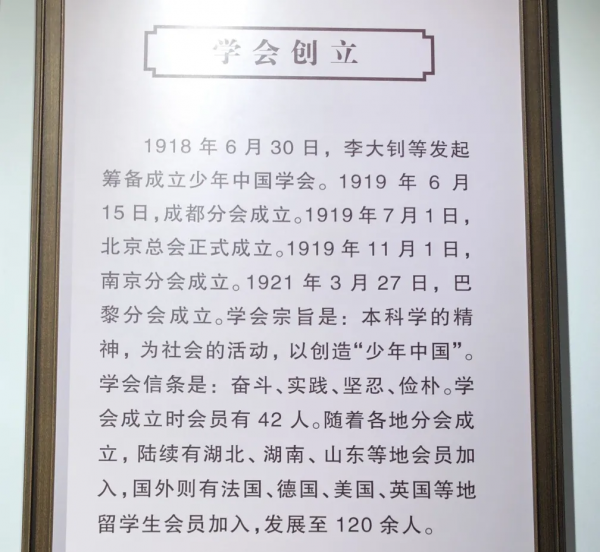 学会创立
1918 年 6 月 30 日，李大钊等发起
筹备成立少年中国学会。1919 年 6 月
15 日，成都分会成立。1919 年 7 月 1 日，
北京总会正式成立。1919 年 11 月 1 日，
南京分会成立。1921 年 3 月 27 日，巴
黎分会成立。学会宗旨是：本科学的精
神，为社会的活动，以创造“少年中国”。
学会信条是：奋斗、实践、坚忍、俭朴。学
会成立时会员有 42 人。随着各地分会成
立，陆续有湖北、湖南、山东等地会员加
入，国外则有法国、德国、美国、英国等地
留学生会员加入，发展至 120 余人。